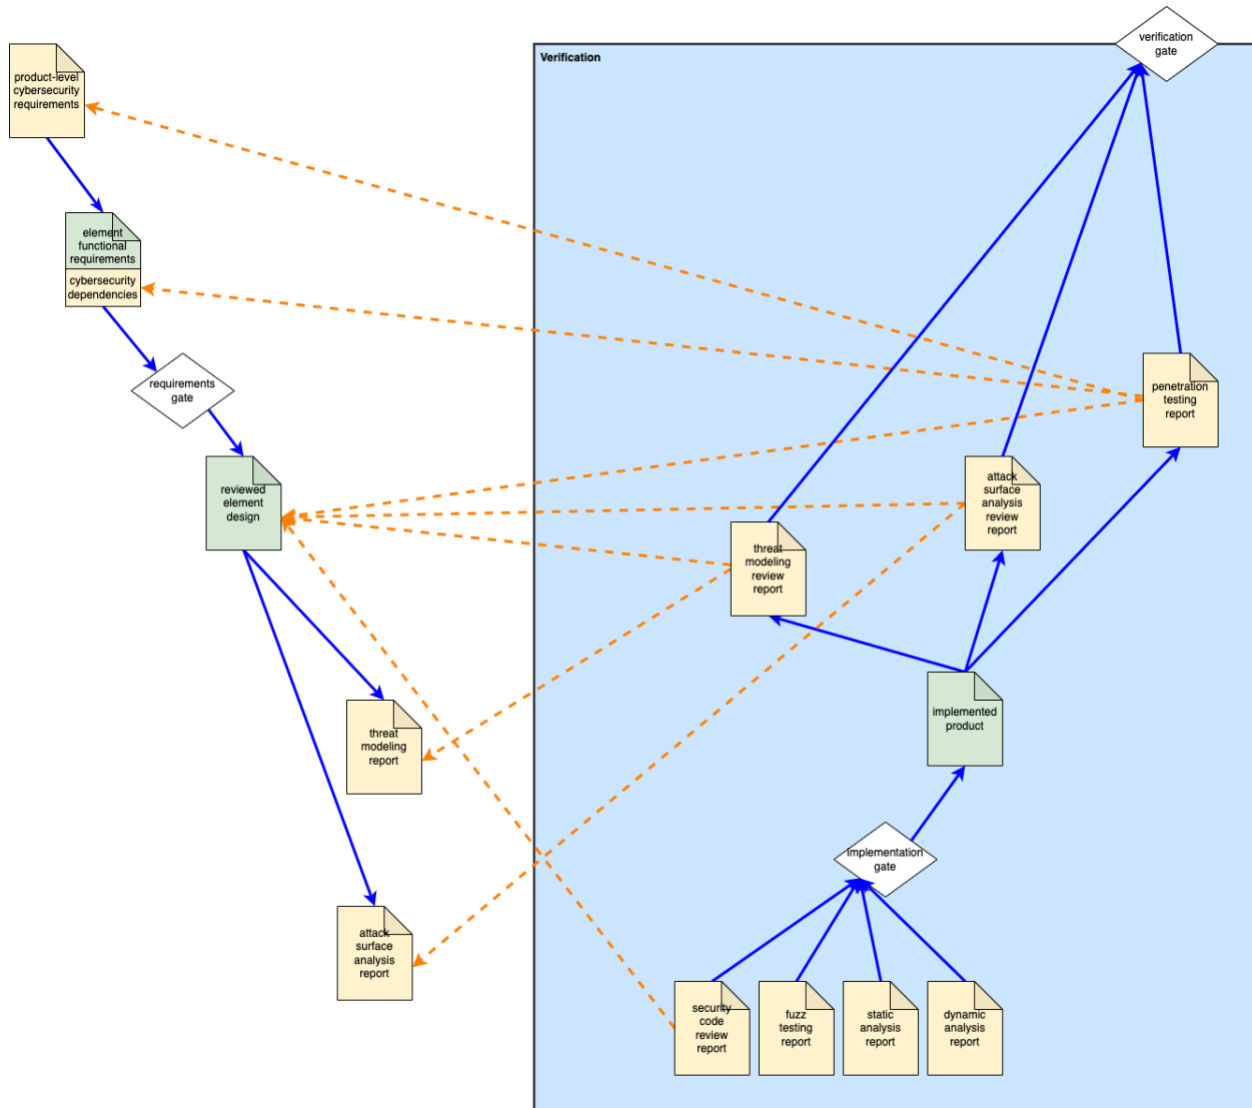 verification
gate
Verification
product-level
cybersecurity
requirements
element
functional
requirements
cybersecurity
dependencies
requirements
gate
penetration
testing
report
reviewed
element
design
attack
surface
analysis
review
report
threat
modeling
review
report
implemented
product
threat
modeling
report
implementation
gate
attack
surface
analysis
report
security
code
review
report
fuzz
testing
report
static
analysis
report
dynamic
analysis
report